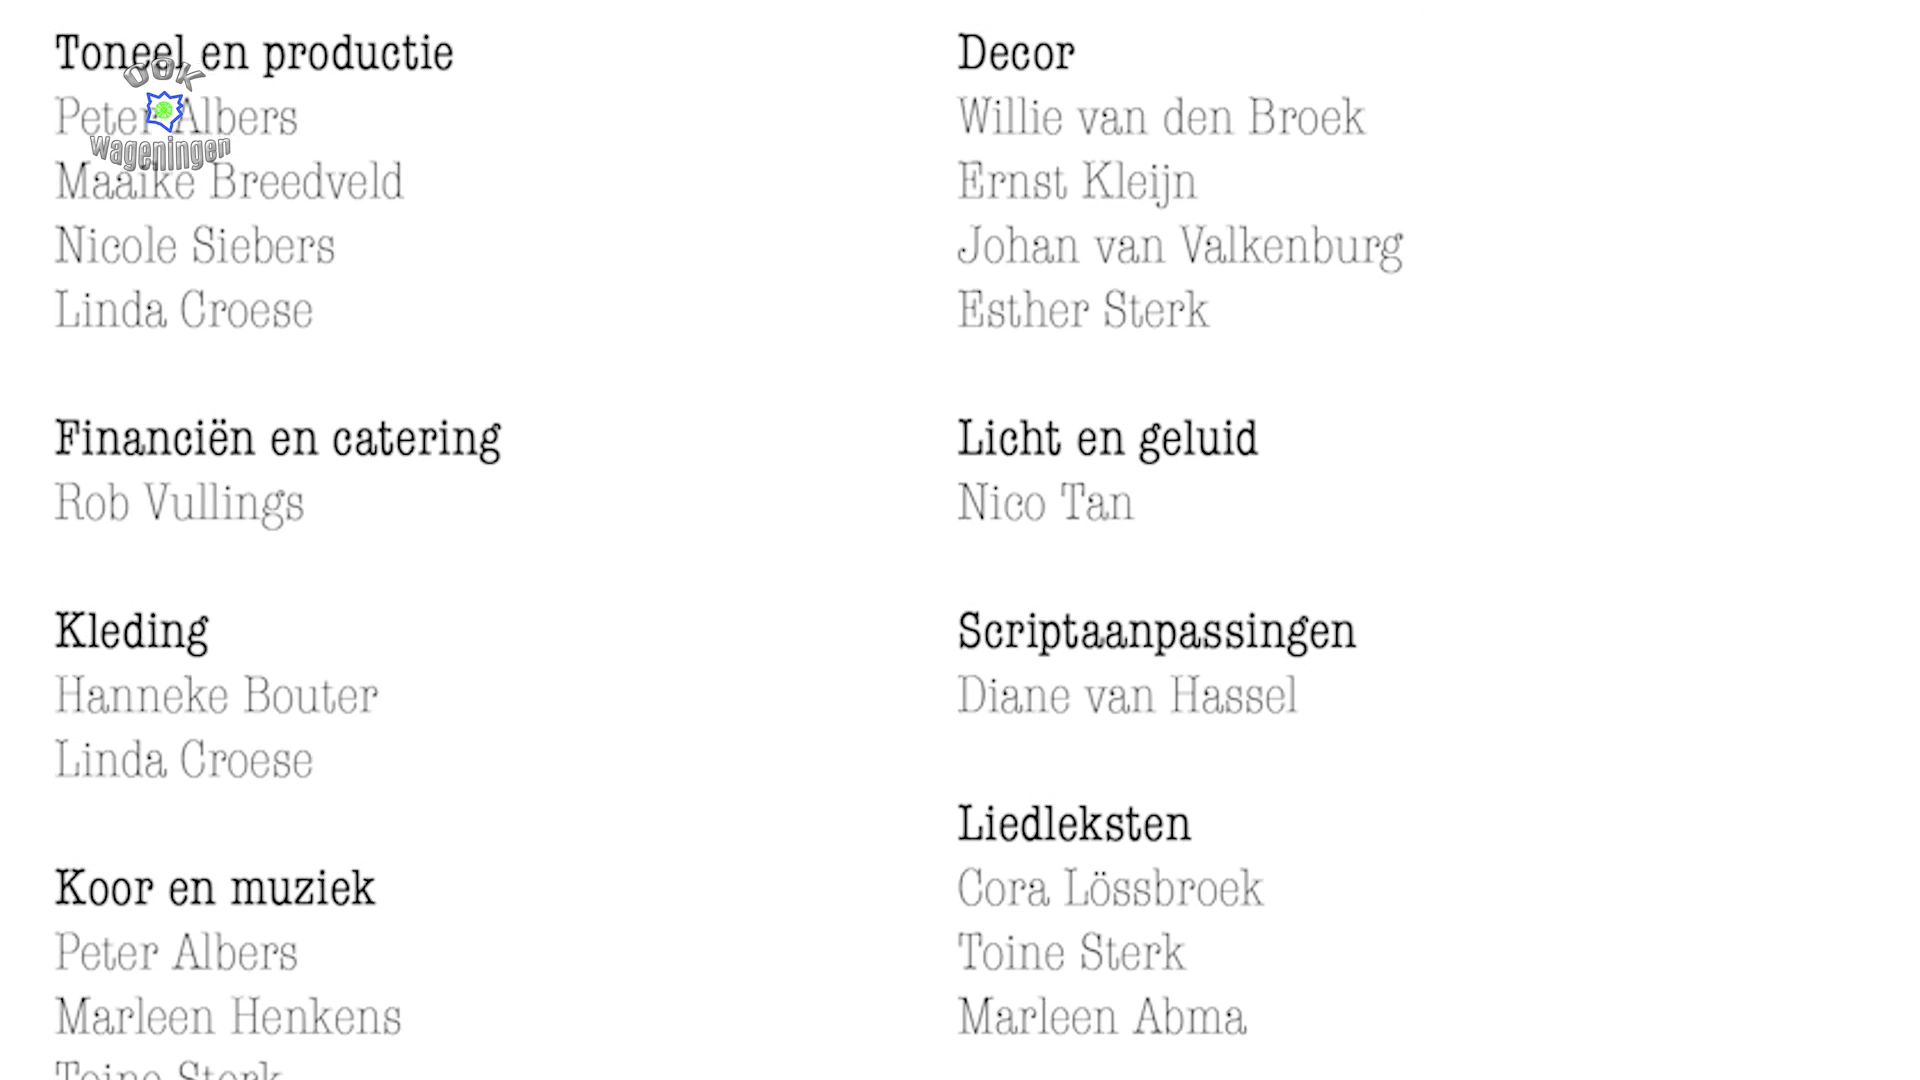 Toneel en productie
Peter Albers
Maaike Breedveld
Nicole Siebers
Linda Croese
Financiën en catering
Rob Vullings
Kleding
Hanneke Bouter
Linda Croese
Koor en muziek
Peter Albers
Marleen Henkens
Toine Sterk
Decor
Willie van den Broek
Ernst Kleijn
Johan van Valkenburg
Esther Sterk
Licht en geluid
Nico Tan
Scriptaanpassingen
Diane van Hassel
Liedleksten
Cora Lössbroek
Toine Sterk
Marleen Abma
OOK
Wageningen